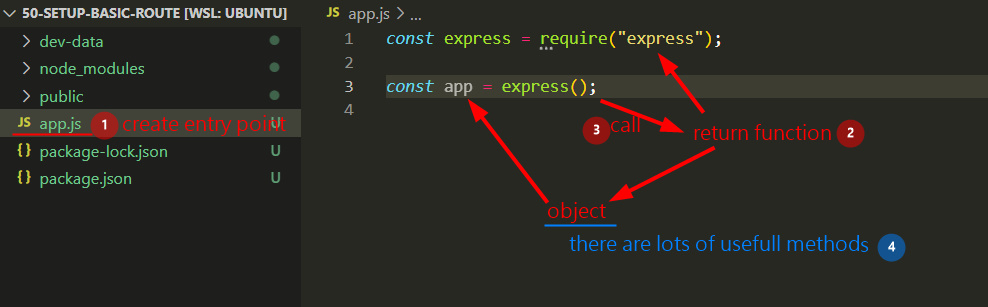 50-SETUP-BASIC-ROUTE [WSL: UBUNTU]
dev-data
node_modules
public
JS app.js U
1 create entry point
{} package-lock.json U
{} package.json U
JS app.js > ...
1 const express = require("express");
2
3 const app = express();
4
3 call
return function 2
object
there are lots of usefull methods 4